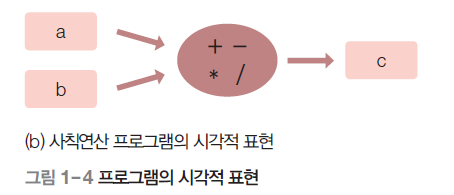 a
+ −
c
* /
b
(b) 사칙연산 프로그램의 시각적 표현
그림 1-4 프로그램의 시각적 표현